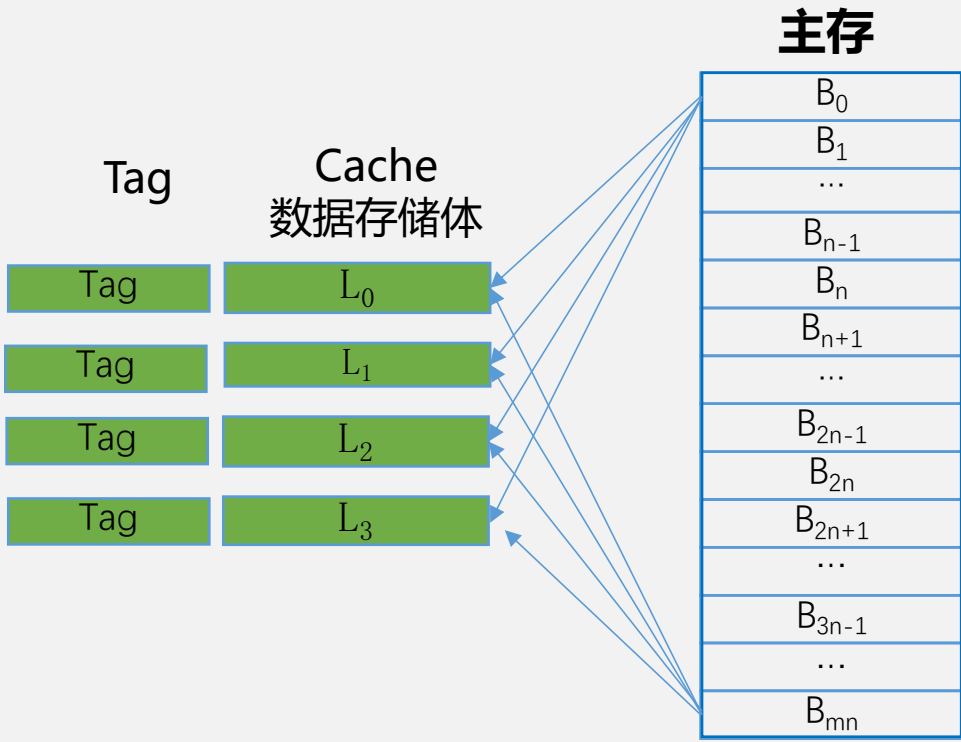 主存
Tag
Cache
数据存储体
Tag L₀
Tag L₁
Tag L₂
Tag L₃
B₀
B₁
...
Bₙ₋₁
Bₙ
Bₙ₊₁
...
B₂ₙ₋₁
B₂ₙ
B₂ₙ₊₁
...
B₃ₙ₋₁
...
Bₘₙ